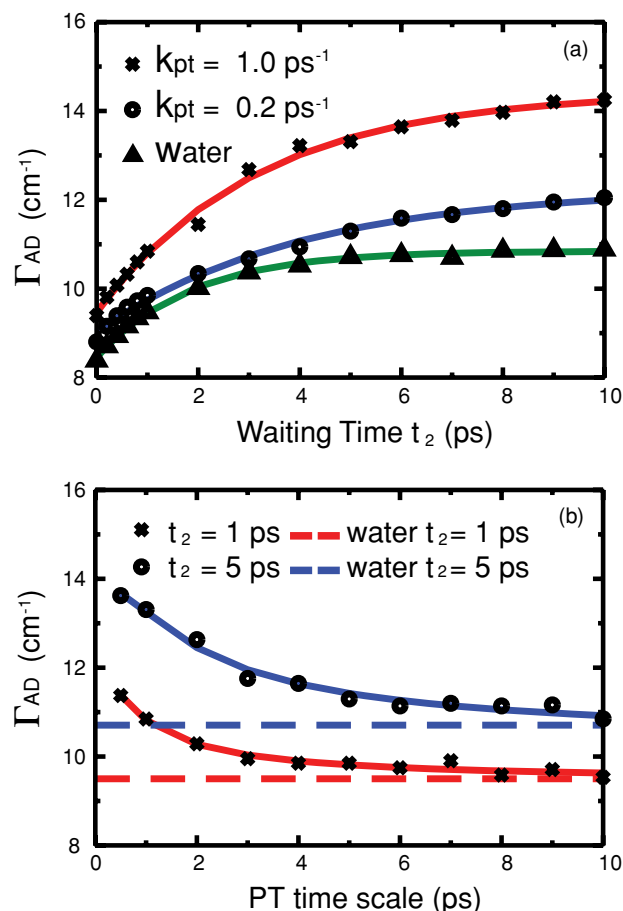 16
(a)
kpt = 1.0 ps⁻¹
14
kpt = 0.2 ps⁻¹
Water
12
Γ_AD (cm⁻¹)
10
8
0 2 4 6 8 10
Waiting Time t₂ (ps)
16
(b)
t₂ = 1 ps water t₂ = 1 ps
14
t₂ = 5 ps water t₂= 5 ps
12
Γ_AD (cm⁻¹)
10
8
0 2 4 6 8 10
PT time scale (ps)